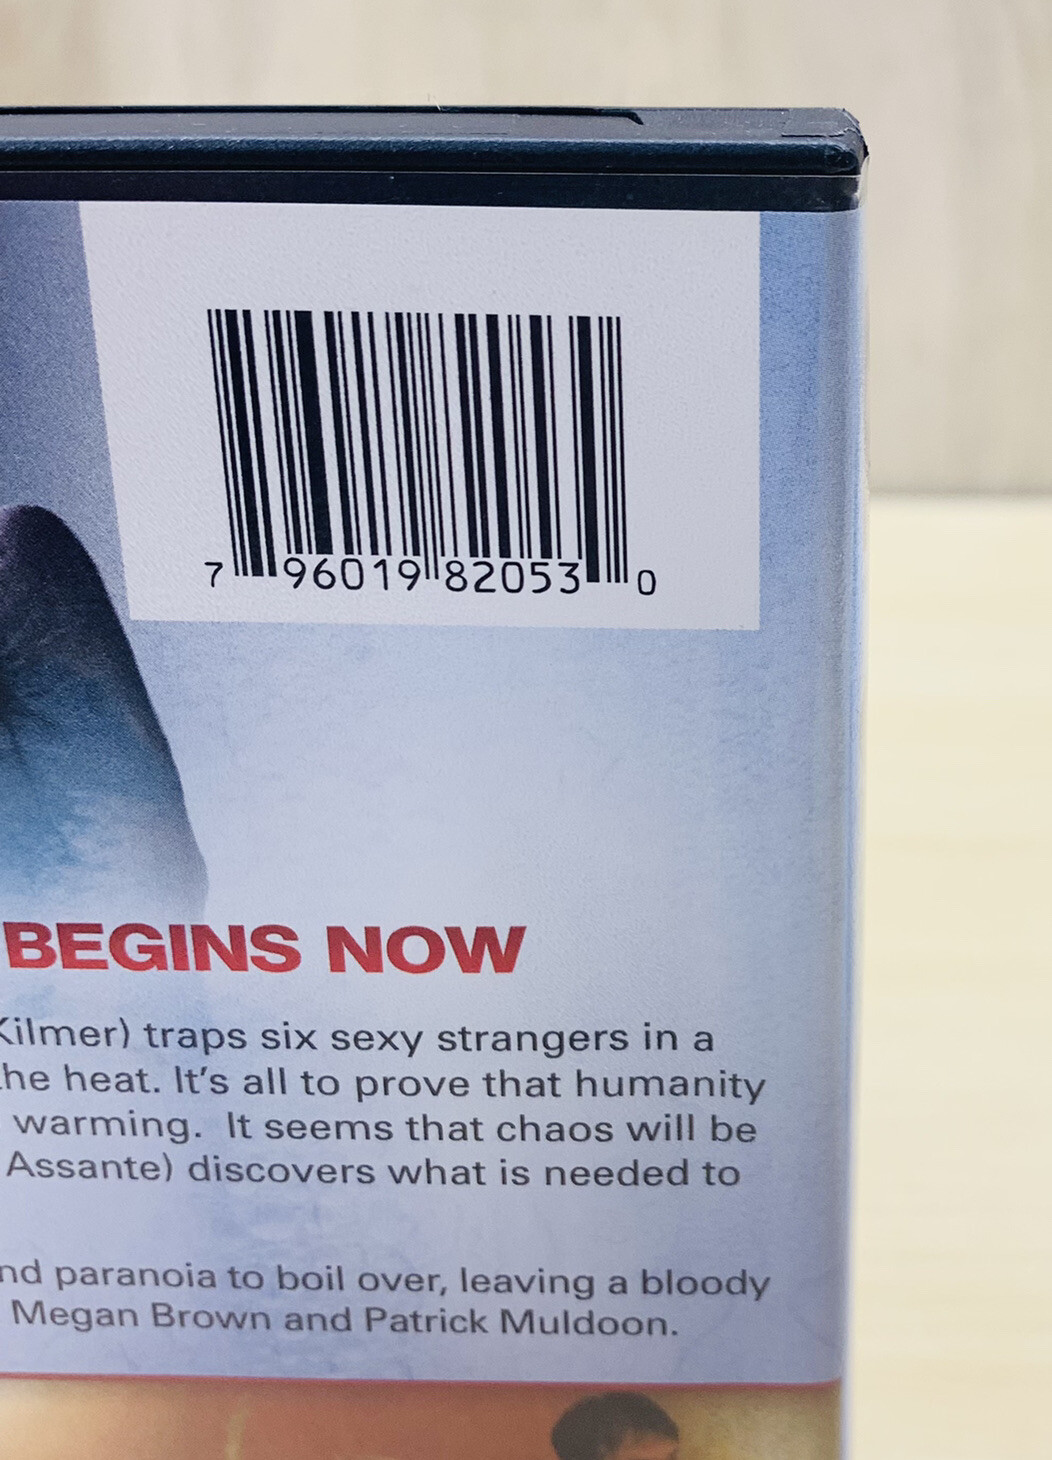 7 96019 82053 0
BEGINS NOW
Kilmer) traps six sexy strangers in a
he heat. It's all to prove that humanity
warming. It seems that chaos will be
Assante) discovers what is needed to
nd paranoia to boil over, leaving a bloody
Megan Brown and Patrick Muldoon.